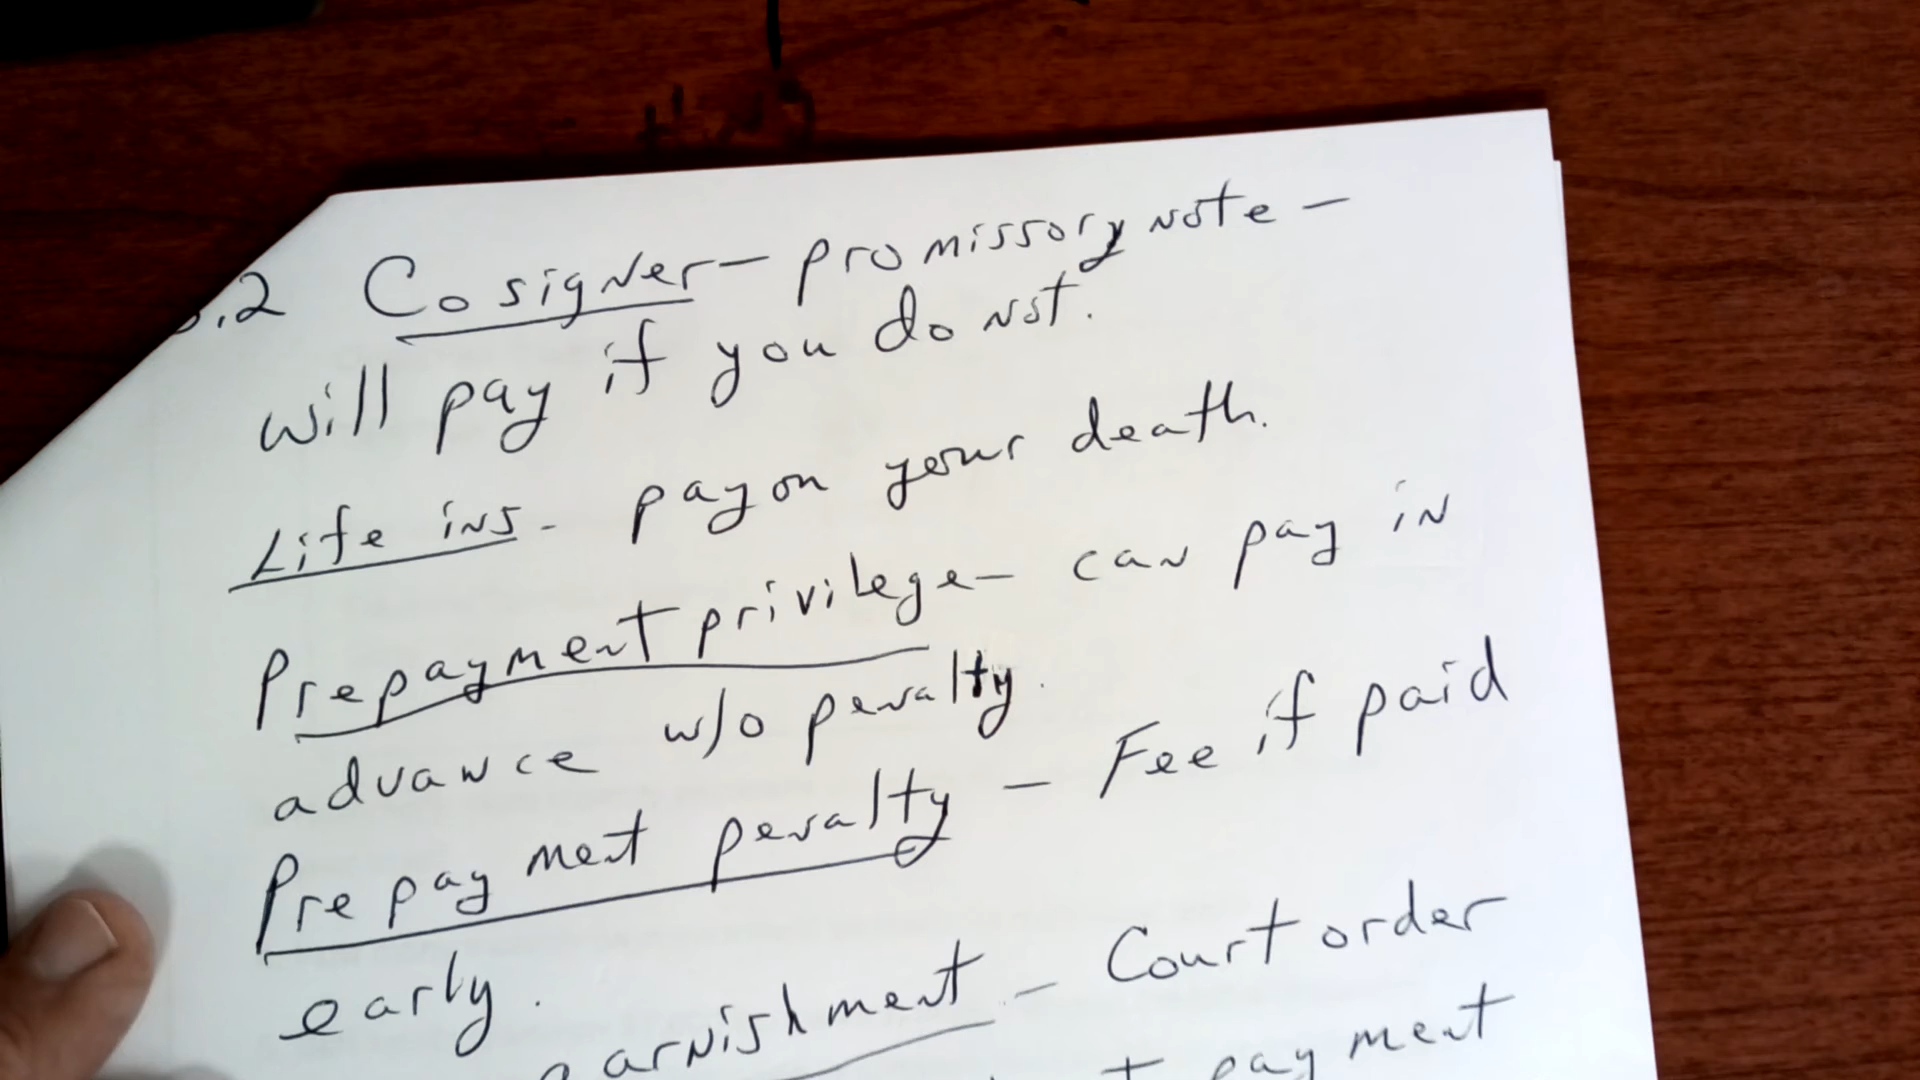 .2 Cosigner - promissory note -
will pay if you do not.
Life ins - pay on your death.
Prepayment privilege - can pay in
advance w/o penalty.
Prepayment penalty - Fee if paid
early.
garnishment - Court order
payment